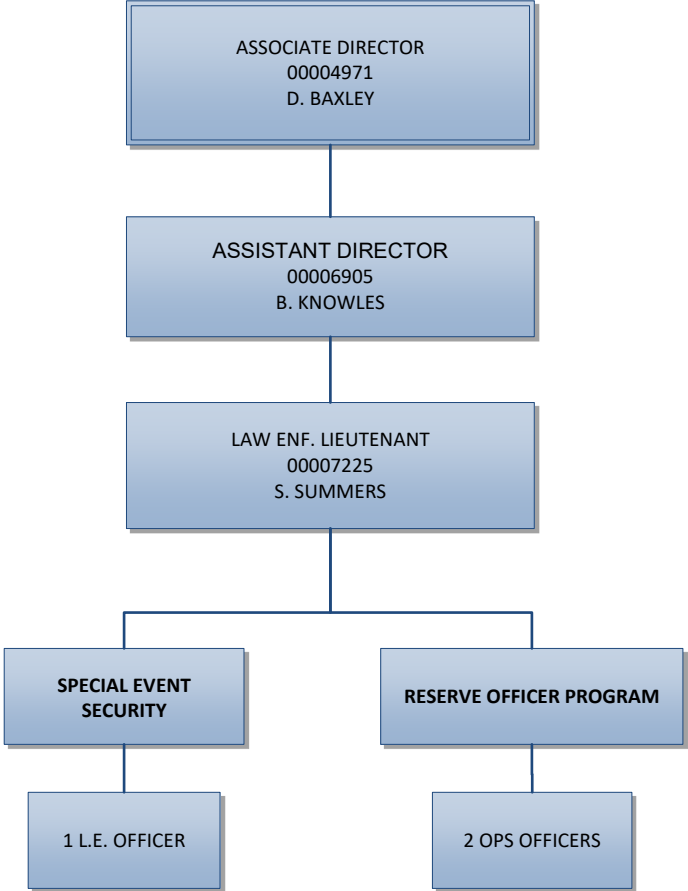 ASSOCIATE DIRECTOR
00004971
D. BAXLEY
ASSISTANT DIRECTOR
00006905
B. KNOWLES
LAW ENF. LIEUTENANT
00007225
S. SUMMERS
SPECIAL EVENT
SECURITY
RESERVE OFFICER PROGRAM
1 L.E. OFFICER
2 OPS OFFICERS